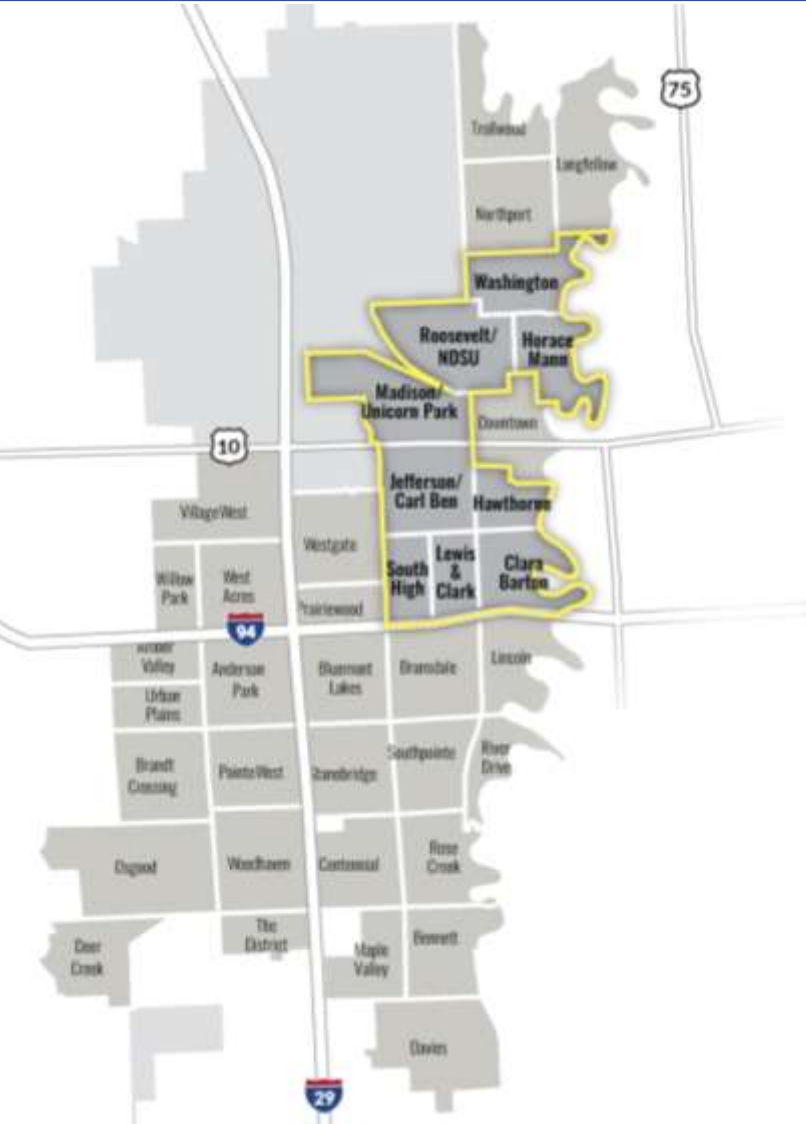 75
Trollwood
Longfellow
Northport
Washington
Roosevelt/
NDSU
Horace
Mann
Madison/
Unicorn Park
Downtown
10
Jefferson/
Carl Ben
Hawthorne
Village West
Westgate
Lewis
&
Clark
South
High
Clara
Barton
Willow
Park
West
Acres
Prairiewood
94
Amber
Valley
Anderson
Park
Bluemont
Lakes
Brunsdale
Lincoln
Urban
Plains
Brandt
Crossing
Pointe West
Stonebridge
Southpointe
River
Drive
Osgood
Woodhaven
Centennial
Rose
Creek
The
District
Deer
Creek
Maple
Valley
Bennett
Davies
29